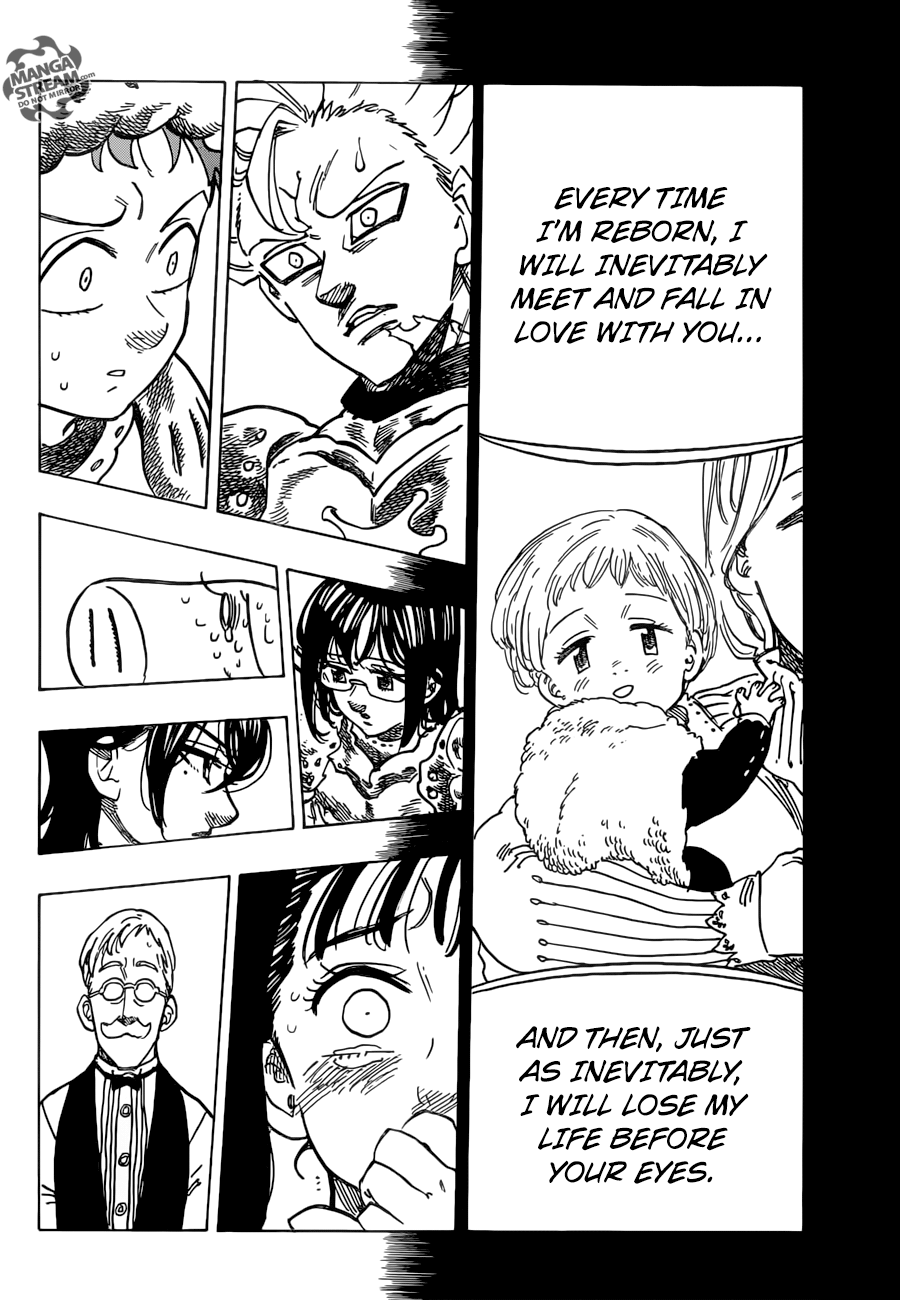 MANGA
STREAM.com
DO NOT MIRROR
EVERY TIME
I'M REBORN, I
WILL INEVITABLY
MEET AND FALL IN
LOVE WITH YOU...
AND THEN, JUST
AS INEVITABLY,
I WILL LOSE MY
LIFE BEFORE
YOUR EYES.